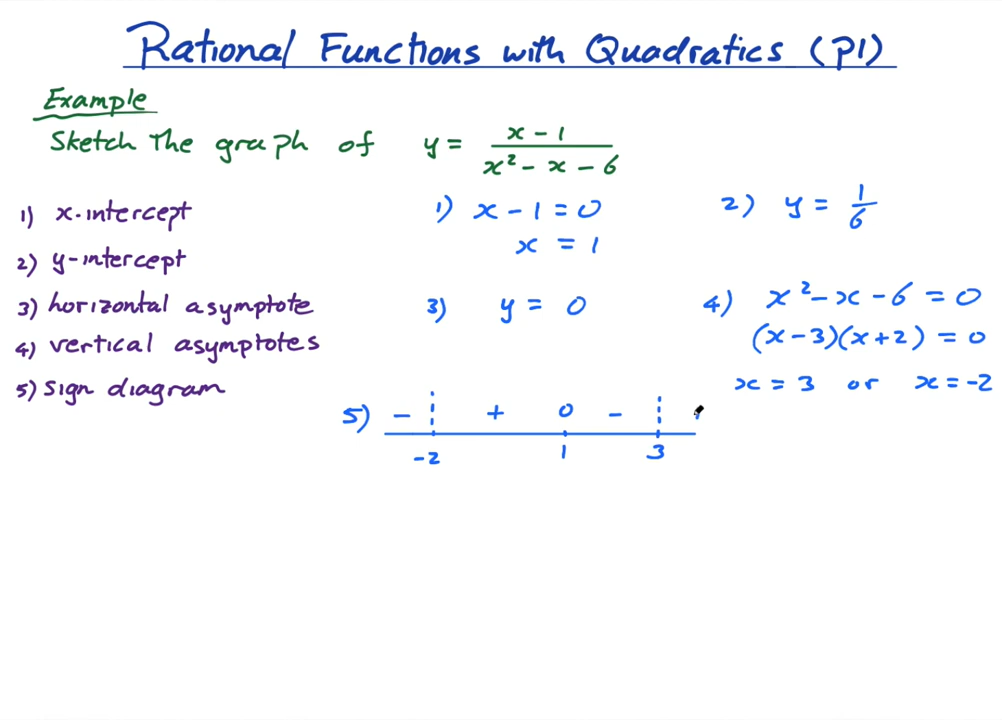 Rational Functions with Quadratics (P1)
Example
Sketch the graph of y = x - 1 / x² - x - 6
1) x-intercept
2) y-intercept
3) horizontal asymptote
4) vertical asymptotes
5) sign diagram
1) x - 1 = 0
x = 1
2) y = 1/6
3) y = 0
4) x² - x - 6 = 0
(x - 3)(x + 2) = 0
x = 3 or x = -2
5) - + 0 -
-2 1 3